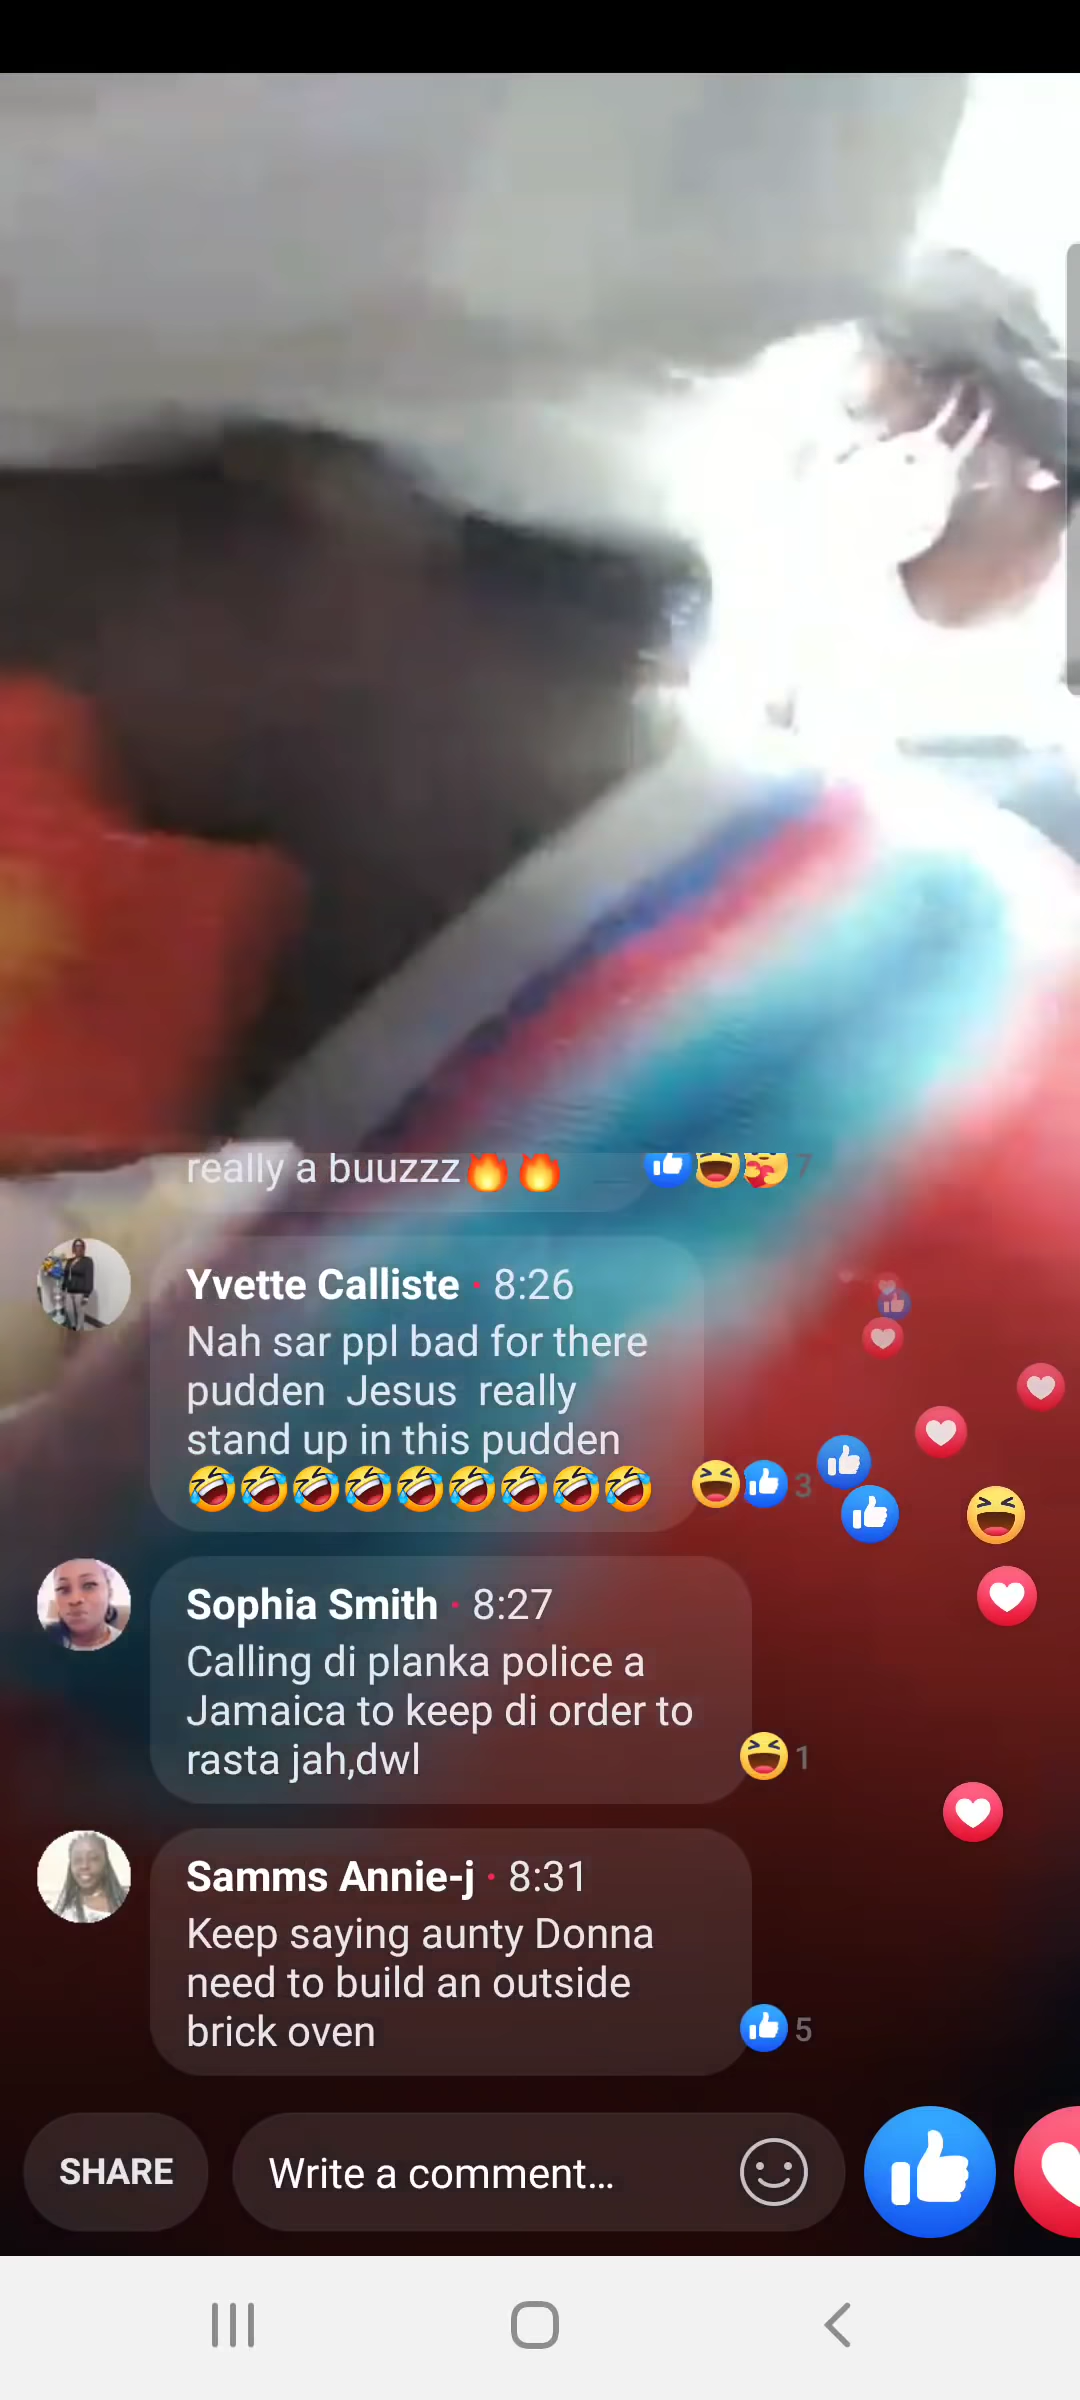 really a buuzzz🔥🔥 7
Yvette Calliste · 8:26
Nah sar ppl bad for there
pudden Jesus really
stand up in this pudden
🤣🤣🤣🤣🤣🤣🤣🤣🤣 3
Sophia Smith · 8:27
Calling di planka police a
Jamaica to keep di order to
rasta jah,dwl 1
Samms Annie-j · 8:31
Keep saying aunty Donna
need to build an outside
brick oven 5
SHARE Write a comment...